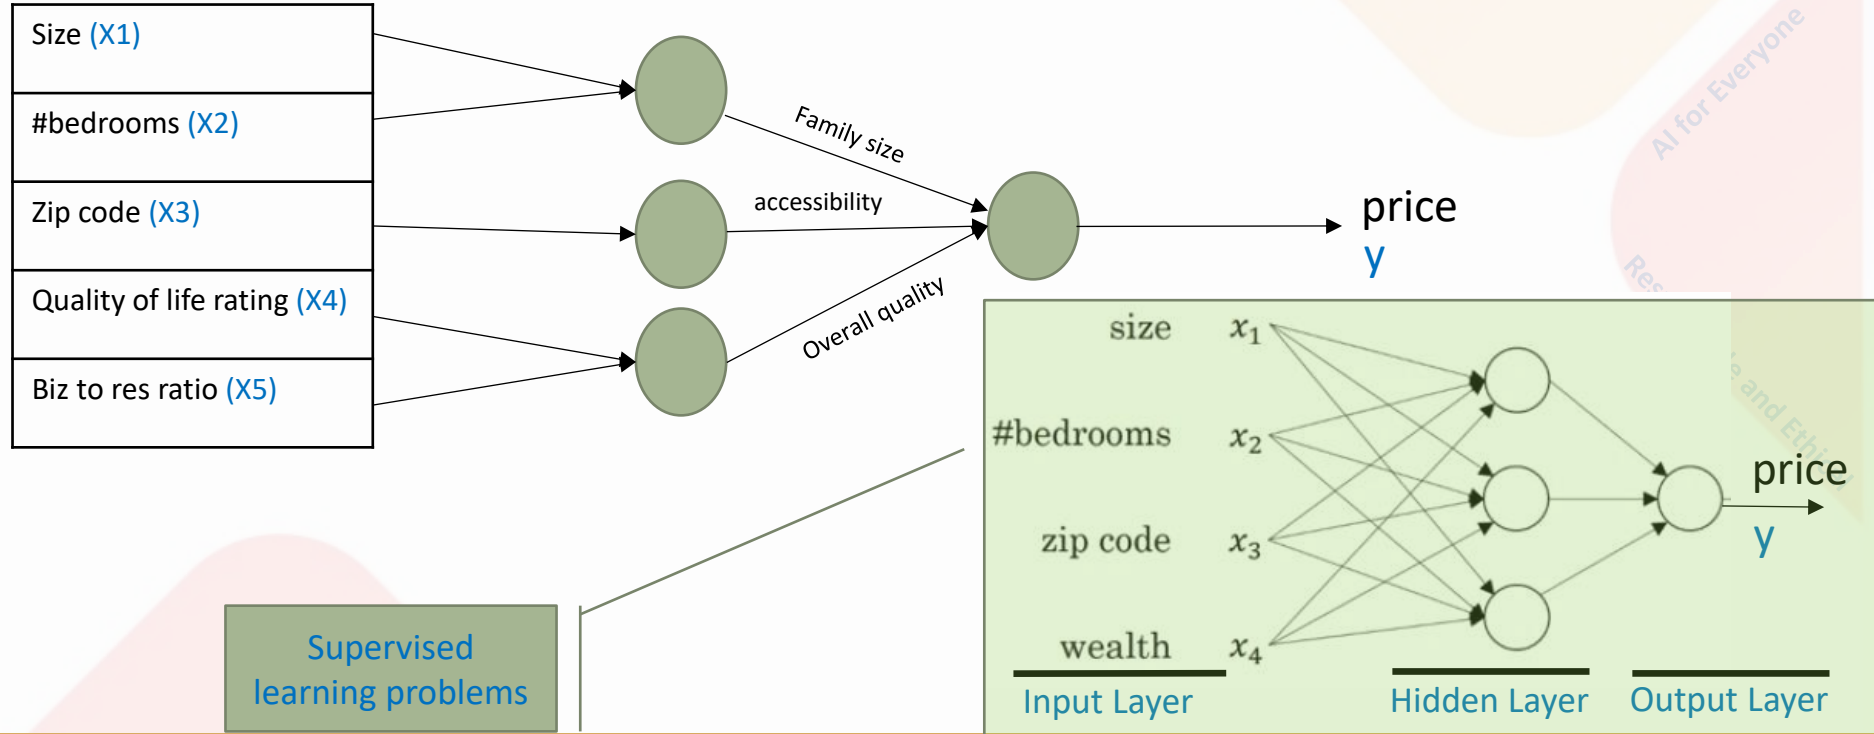 Size (X1)
#bedrooms (X2)
Zip code (X3)
Quality of life rating (X4)
Biz to res ratio (X5)
Family size
accessibility
Overall quality
price
y
AI for Everyone
size x₁
#bedrooms x₂
zip code x₃
wealth x₄
price
y
Input Layer
Hidden Layer
Output Layer
Supervised
learning problems